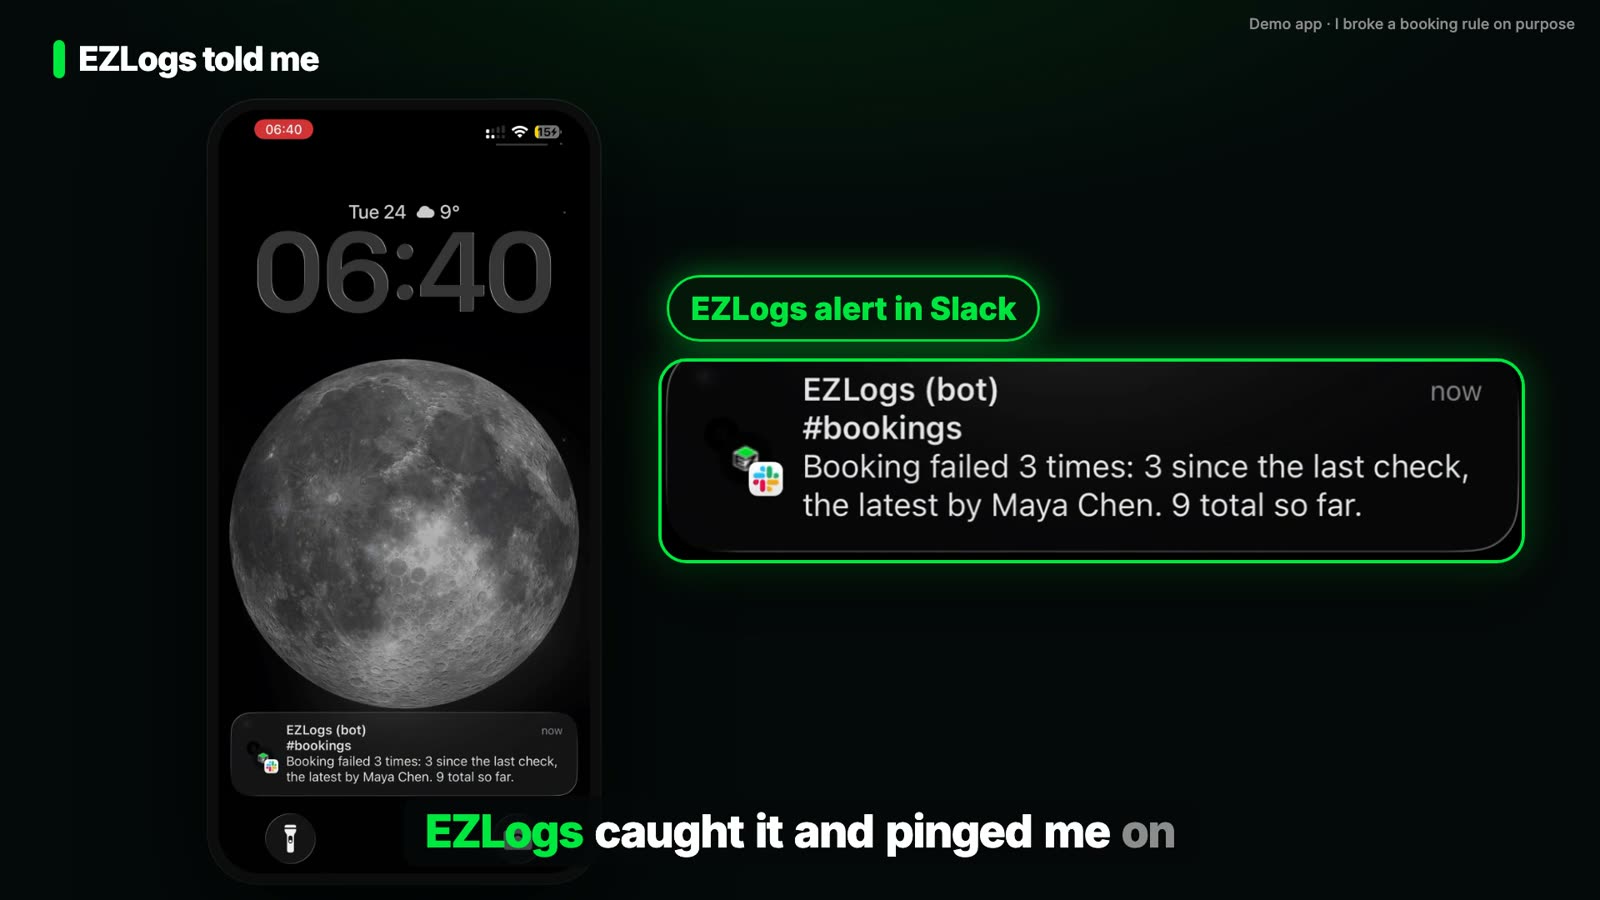 Demo app · I broke a booking rule on purpose
EZLogs told me
06:40
15
Tue 24 9°
06:40
EZLogs alert in Slack
EZLogs (bot) now
#bookings
Booking failed 3 times: 3 since the last check,
the latest by Maya Chen. 9 total so far.
EZLogs (bot) now
#bookings
Booking failed 3 times: 3 since the last check,
the latest by Maya Chen. 9 total so far.
EZLogs caught it and pinged me on